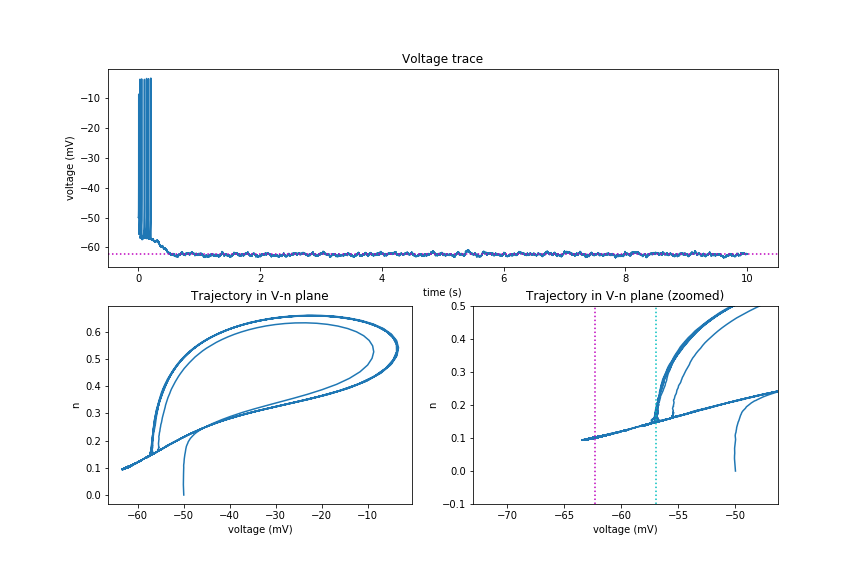 Voltage trace
voltage (mV)
−10
−20
−30
−40
−50
−60
0 2 4 6 8 10
time (s)
Trajectory in V-n plane
n
0.6
0.5
0.4
0.3
0.2
0.1
0.0
−60 −50 −40 −30 −20 −10
voltage (mV)
Trajectory in V-n plane (zoomed)
n
0.5
0.4
0.3
0.2
0.1
0.0
−0.1
−70 −65 −60 −55 −50
voltage (mV)